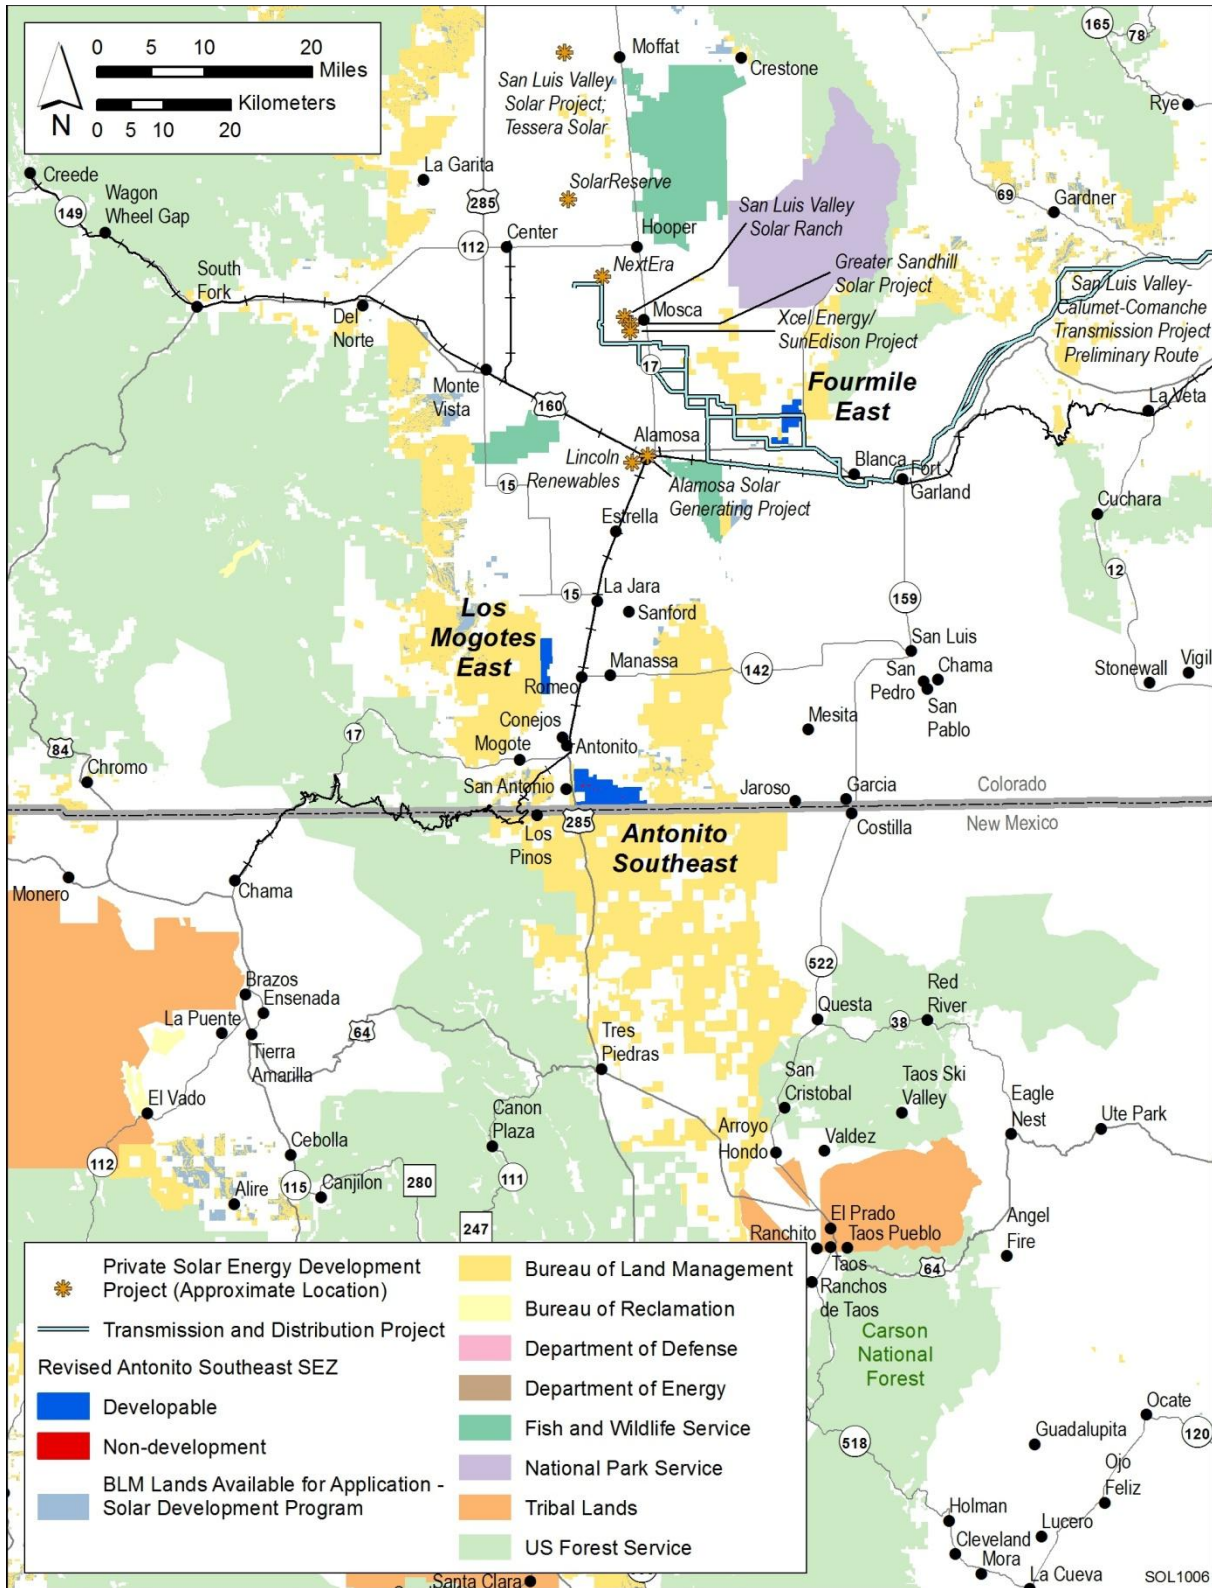 0 5 10 20
Miles
Kilometers
0 5 10 20
N
165
78
Moffat
Crestone
Rye
San Luis Valley
Solar Project;
Tessera Solar
Creede
La Garita
SolarReserve
Wagon
Wheel Gap
149
285
69
Gardner
San Luis Valley
Solar Ranch
112
Center
Hooper
South
Fork
NextEra
Greater Sandhill
Solar Project
San Luis Valley-
Calumet-Comanche
Transmission Project
Preliminary Route
Del
Norte
Mosca
Xcel Energy/
SunEdison Project
Monte
Vista
17
Fourmile
East
160
La Veta
Alamosa
Lincoln
Renewables
Blanca
Fort
Garland
15
Alamosa Solar
Generating Project
Cuchara
Estrella
12
15
La Jara
159
Los
Mogotes
East
Sanford
San Luis
Manassa
142
Romeo
San
Pedro
Chama
San
Pablo
Stonewall
Vigil
Conejos
Mesita
17
84
Mogote
Antonito
Chromo
San Antonio
Jaroso
Garcia
Colorado
New Mexico
Costilla
285
Los
Pinos
Antonito
Southeast
Monero
Chama
522
Brazos
Ensenada
Red
River
La Puente
64
Questa
38
Tierra
Amarilla
Tres
Piedras
San
Cristobal
Taos Ski
Valley
El Vado
Eagle
Nest
Canon
Plaza
Ute Park
Arroyo
Hondo
Valdez
Cebolla
112
115
Canjilon
280
111
Alire
247
El Prado
Angel
Fire
Ranchito
Taos Pueblo
Taos
64
Ranchos
de Taos
Carson
National
Forest
Ocate
518
Guadalupita
120
Ojo
Feliz
Holman
Lucero
Cleveland
Mora
La Cueva
Santa Clara
SOL1006
Private Solar Energy Development
Project (Approximate Location)
Transmission and Distribution Project
Revised Antonito Southeast SEZ
Developable
Non-development
BLM Lands Available for Application -
Solar Development Program
Bureau of Land Management
Bureau of Reclamation
Department of Defense
Department of Energy
Fish and Wildlife Service
National Park Service
Tribal Lands
US Forest Service